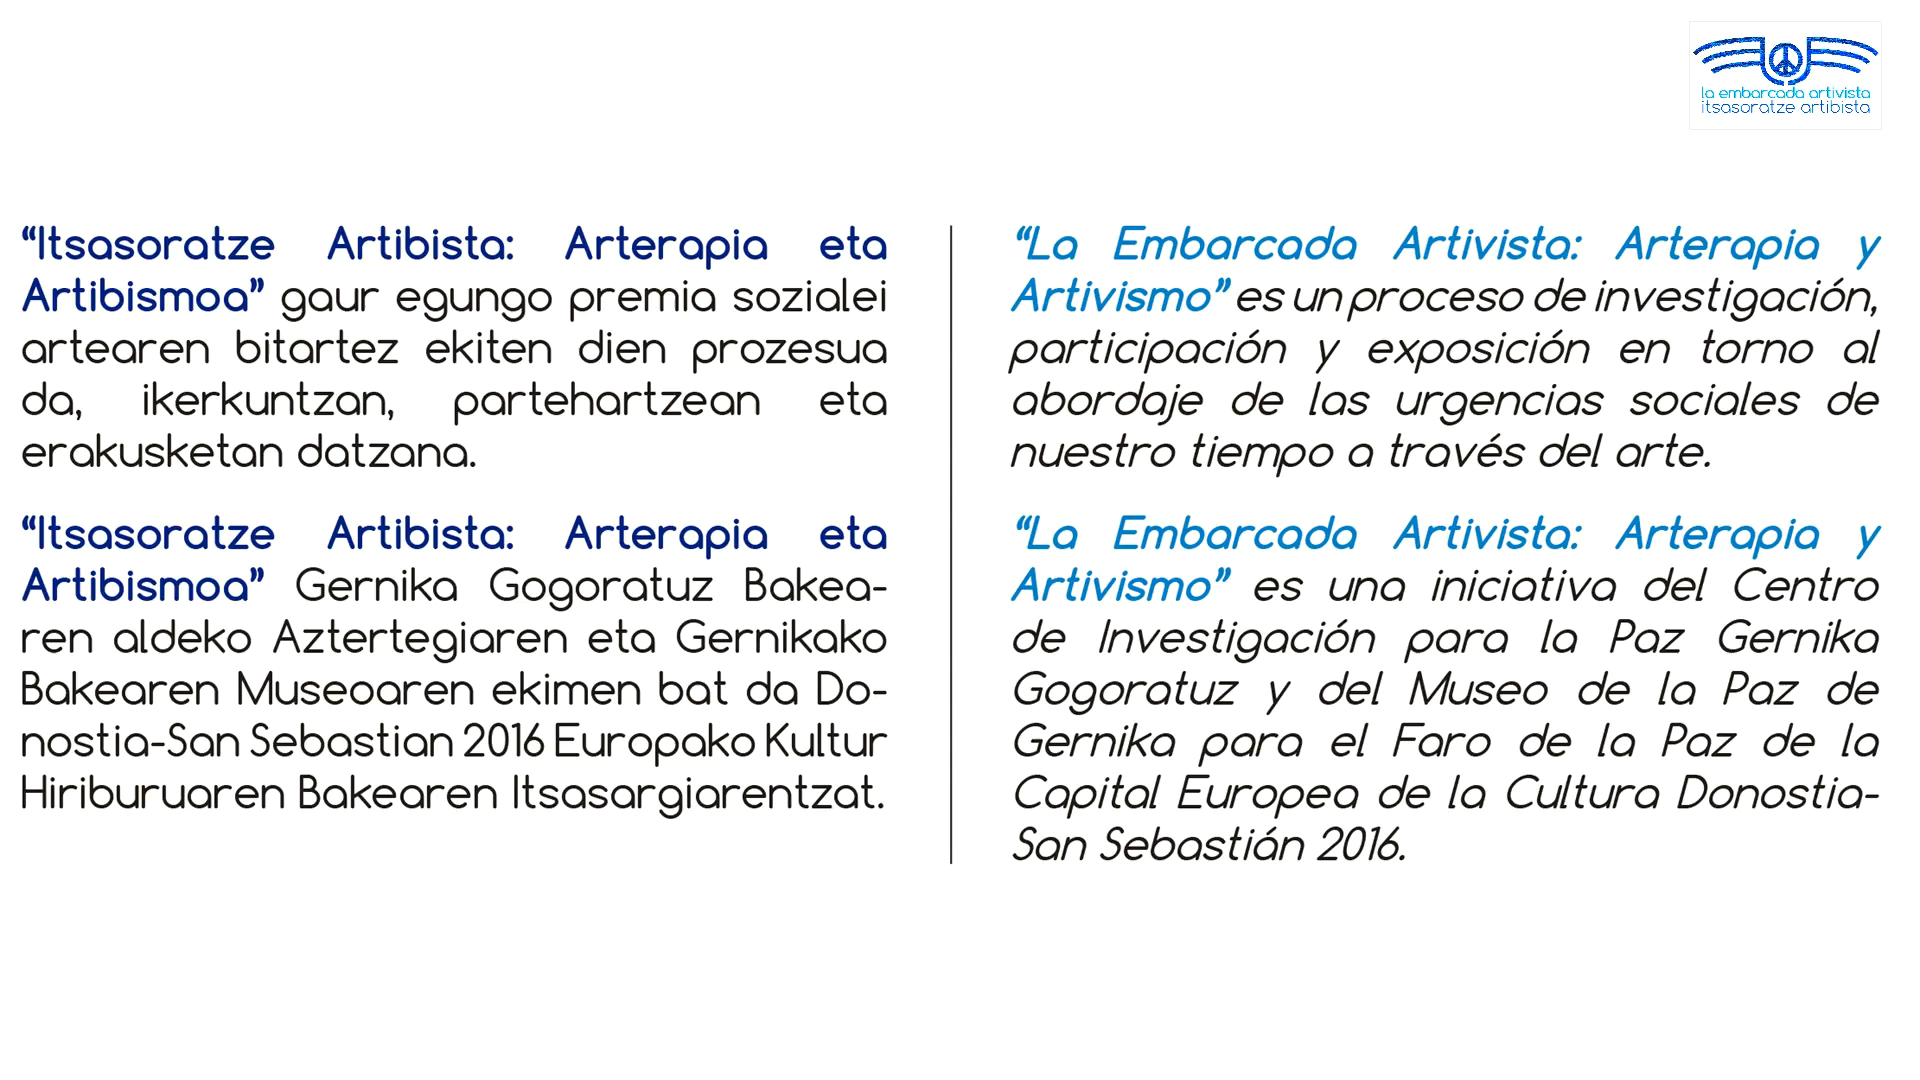 la embarcada artivista
itsasoratze artibista
“Itsasoratze Artibista: Arterapia eta
Artibismoa” gaur egungo premia sozialei
artearen bitartez ekiten dien prozesua
da, ikerkuntzan, partehartzean eta
erakusketan datzana.
“Itsasoratze Artibista: Arterapia eta
Artibismoa” Gernika Gogoratuz Bakea-
ren aldeko Aztertegiaren eta Gernikako
Bakearen Museoaren ekimen bat da Do-
nostia-San Sebastian 2016 Europako Kultur
Hiriburuaren Bakearen Itsasargiarentzat.
“La Embarcada Artivista: Arterapia y
Artivismo” es un proceso de investigación,
participación y exposición en torno al
abordaje de las urgencias sociales de
nuestro tiempo a través del arte.
“La Embarcada Artivista: Arterapia y
Artivismo” es una iniciativa del Centro
de Investigación para la Paz Gernika
Gogoratuz y del Museo de la Paz de
Gernika para el Faro de la Paz de la
Capital Europea de la Cultura Donostia-
San Sebastián 2016.